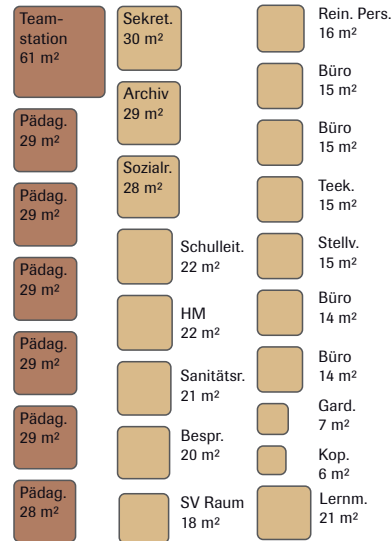 Team-
station
61 m²
Pädag.
29 m²
Pädag.
29 m²
Pädag.
29 m²
Pädag.
29 m²
Pädag.
29 m²
Pädag.
28 m²
Sekret.
30 m²
Archiv
29 m²
Sozialr.
28 m²
Schulleit.
22 m²
HM
22 m²
Sanitätsr.
21 m²
Bespr.
20 m²
SV Raum
18 m²
Rein. Pers.
16 m²
Büro
15 m²
Büro
15 m²
Teek.
15 m²
Stellv.
15 m²
Büro
14 m²
Büro
14 m²
Gard.
7 m²
Kop.
6 m²
Lernm.
21 m²